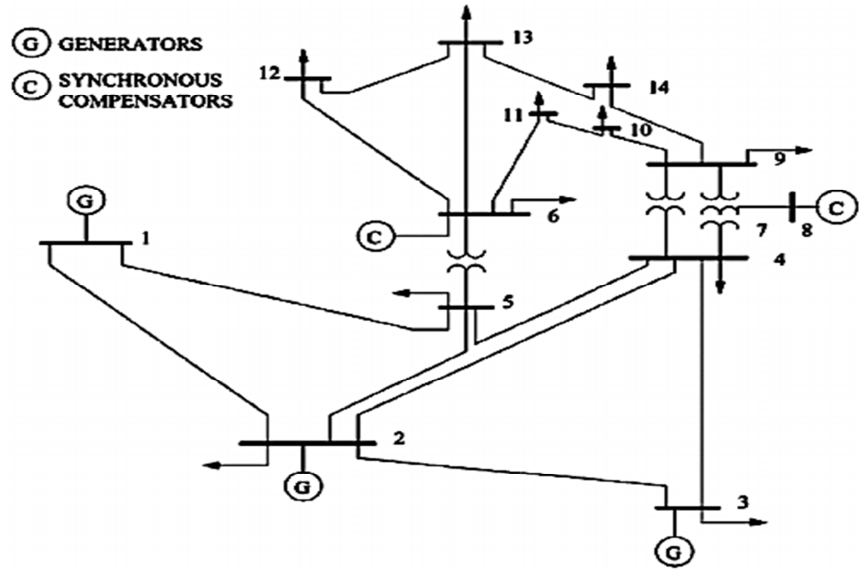 G GENERATORS
C SYNCHRONOUS
COMPENSATORS
13
12
14
11
10
9
G
6
C
7
8
C
1
4
5
2
G
3
G